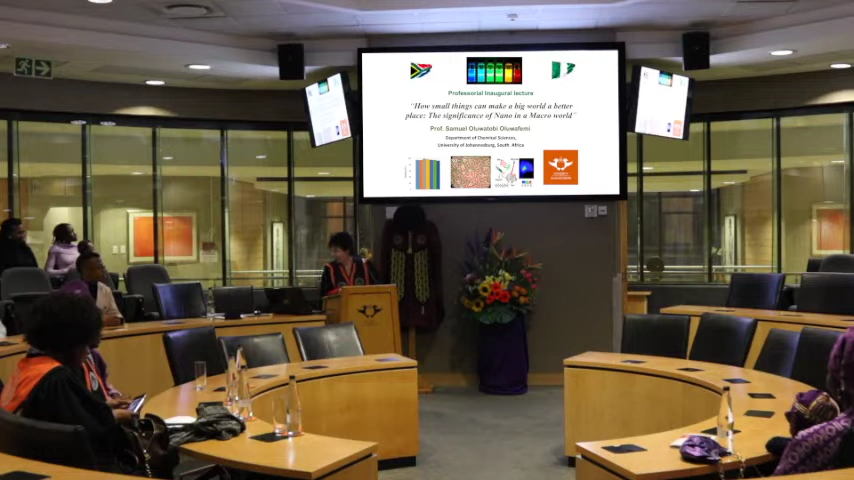 Professorial Inaugural lecture
"How small things can make a big world a better
place: The significance of Nano in a Macro world"
Prof. Samuel Oluwatobi Oluwafemi
Department of Chemical Sciences,
University of Johannesburg, South Africa